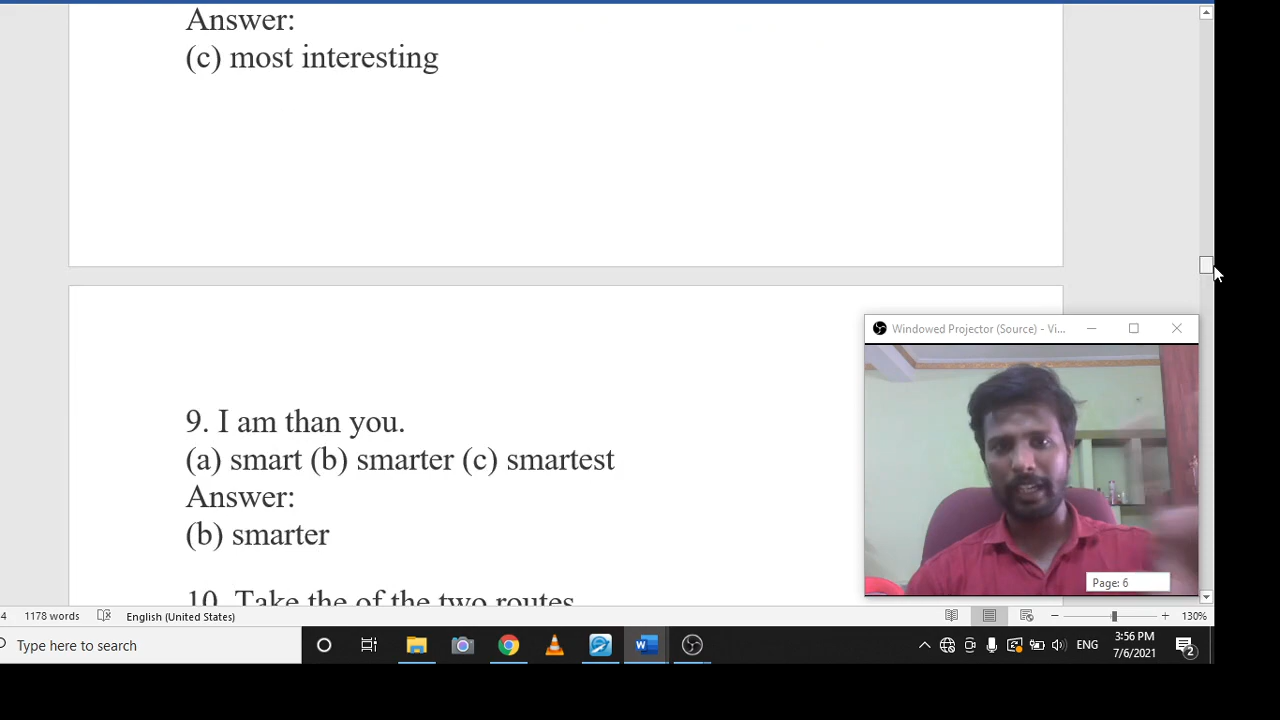 Answer:
(c) most interesting
Windowed Projector (Source) - Vi...
9. I am than you.
(a) smart (b) smarter (c) smartest
Answer:
(b) smarter
Page: 6
10. Take the of the two routes.
4 1178 words English (United States) 130%
Type here to search
W
ENG
3:56 PM
7/6/2021
2